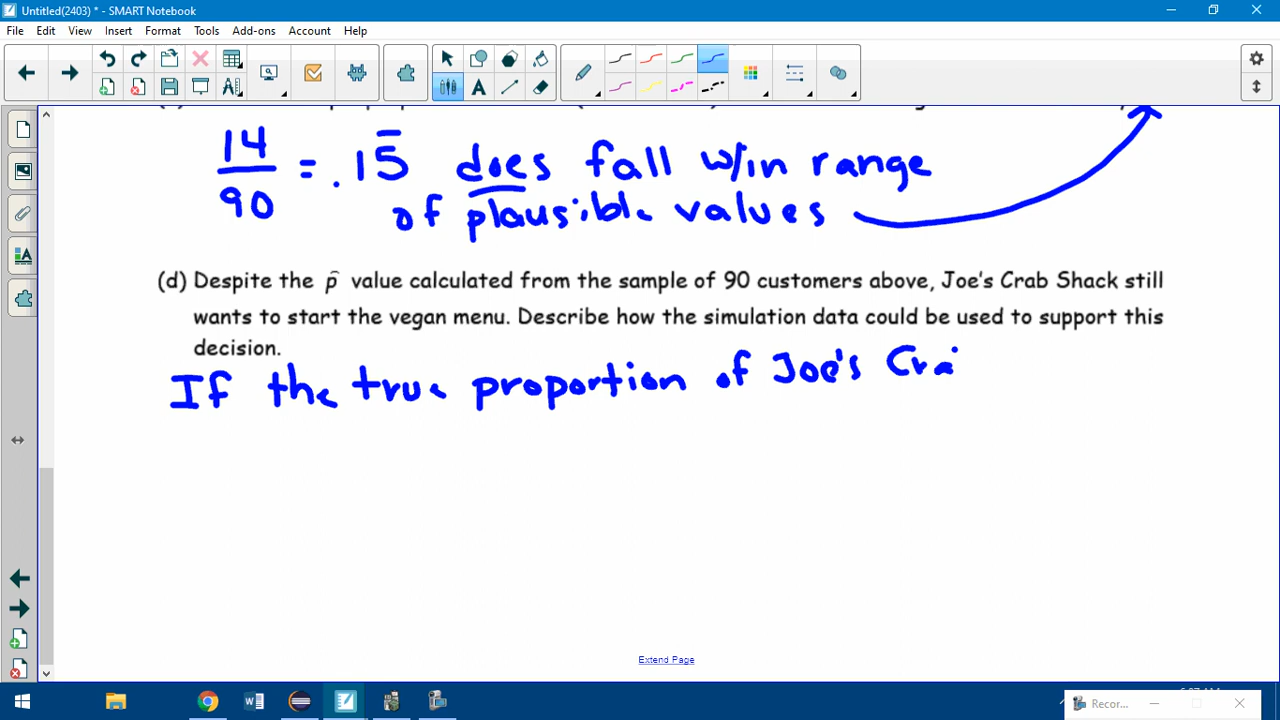 Untitled(2403) * - SMART Notebook
File Edit View Insert Format Tools Add-ons Account Help
14/90 = .15̅ does fall w/in range
of plausible values
(d) Despite the p̂ value calculated from the sample of 90 customers above, Joe's Crab Shack still
wants to start the vegan menu. Describe how the simulation data could be used to support this
decision.
If the true proportion of Joe's Cra
Extend Page
Recor...